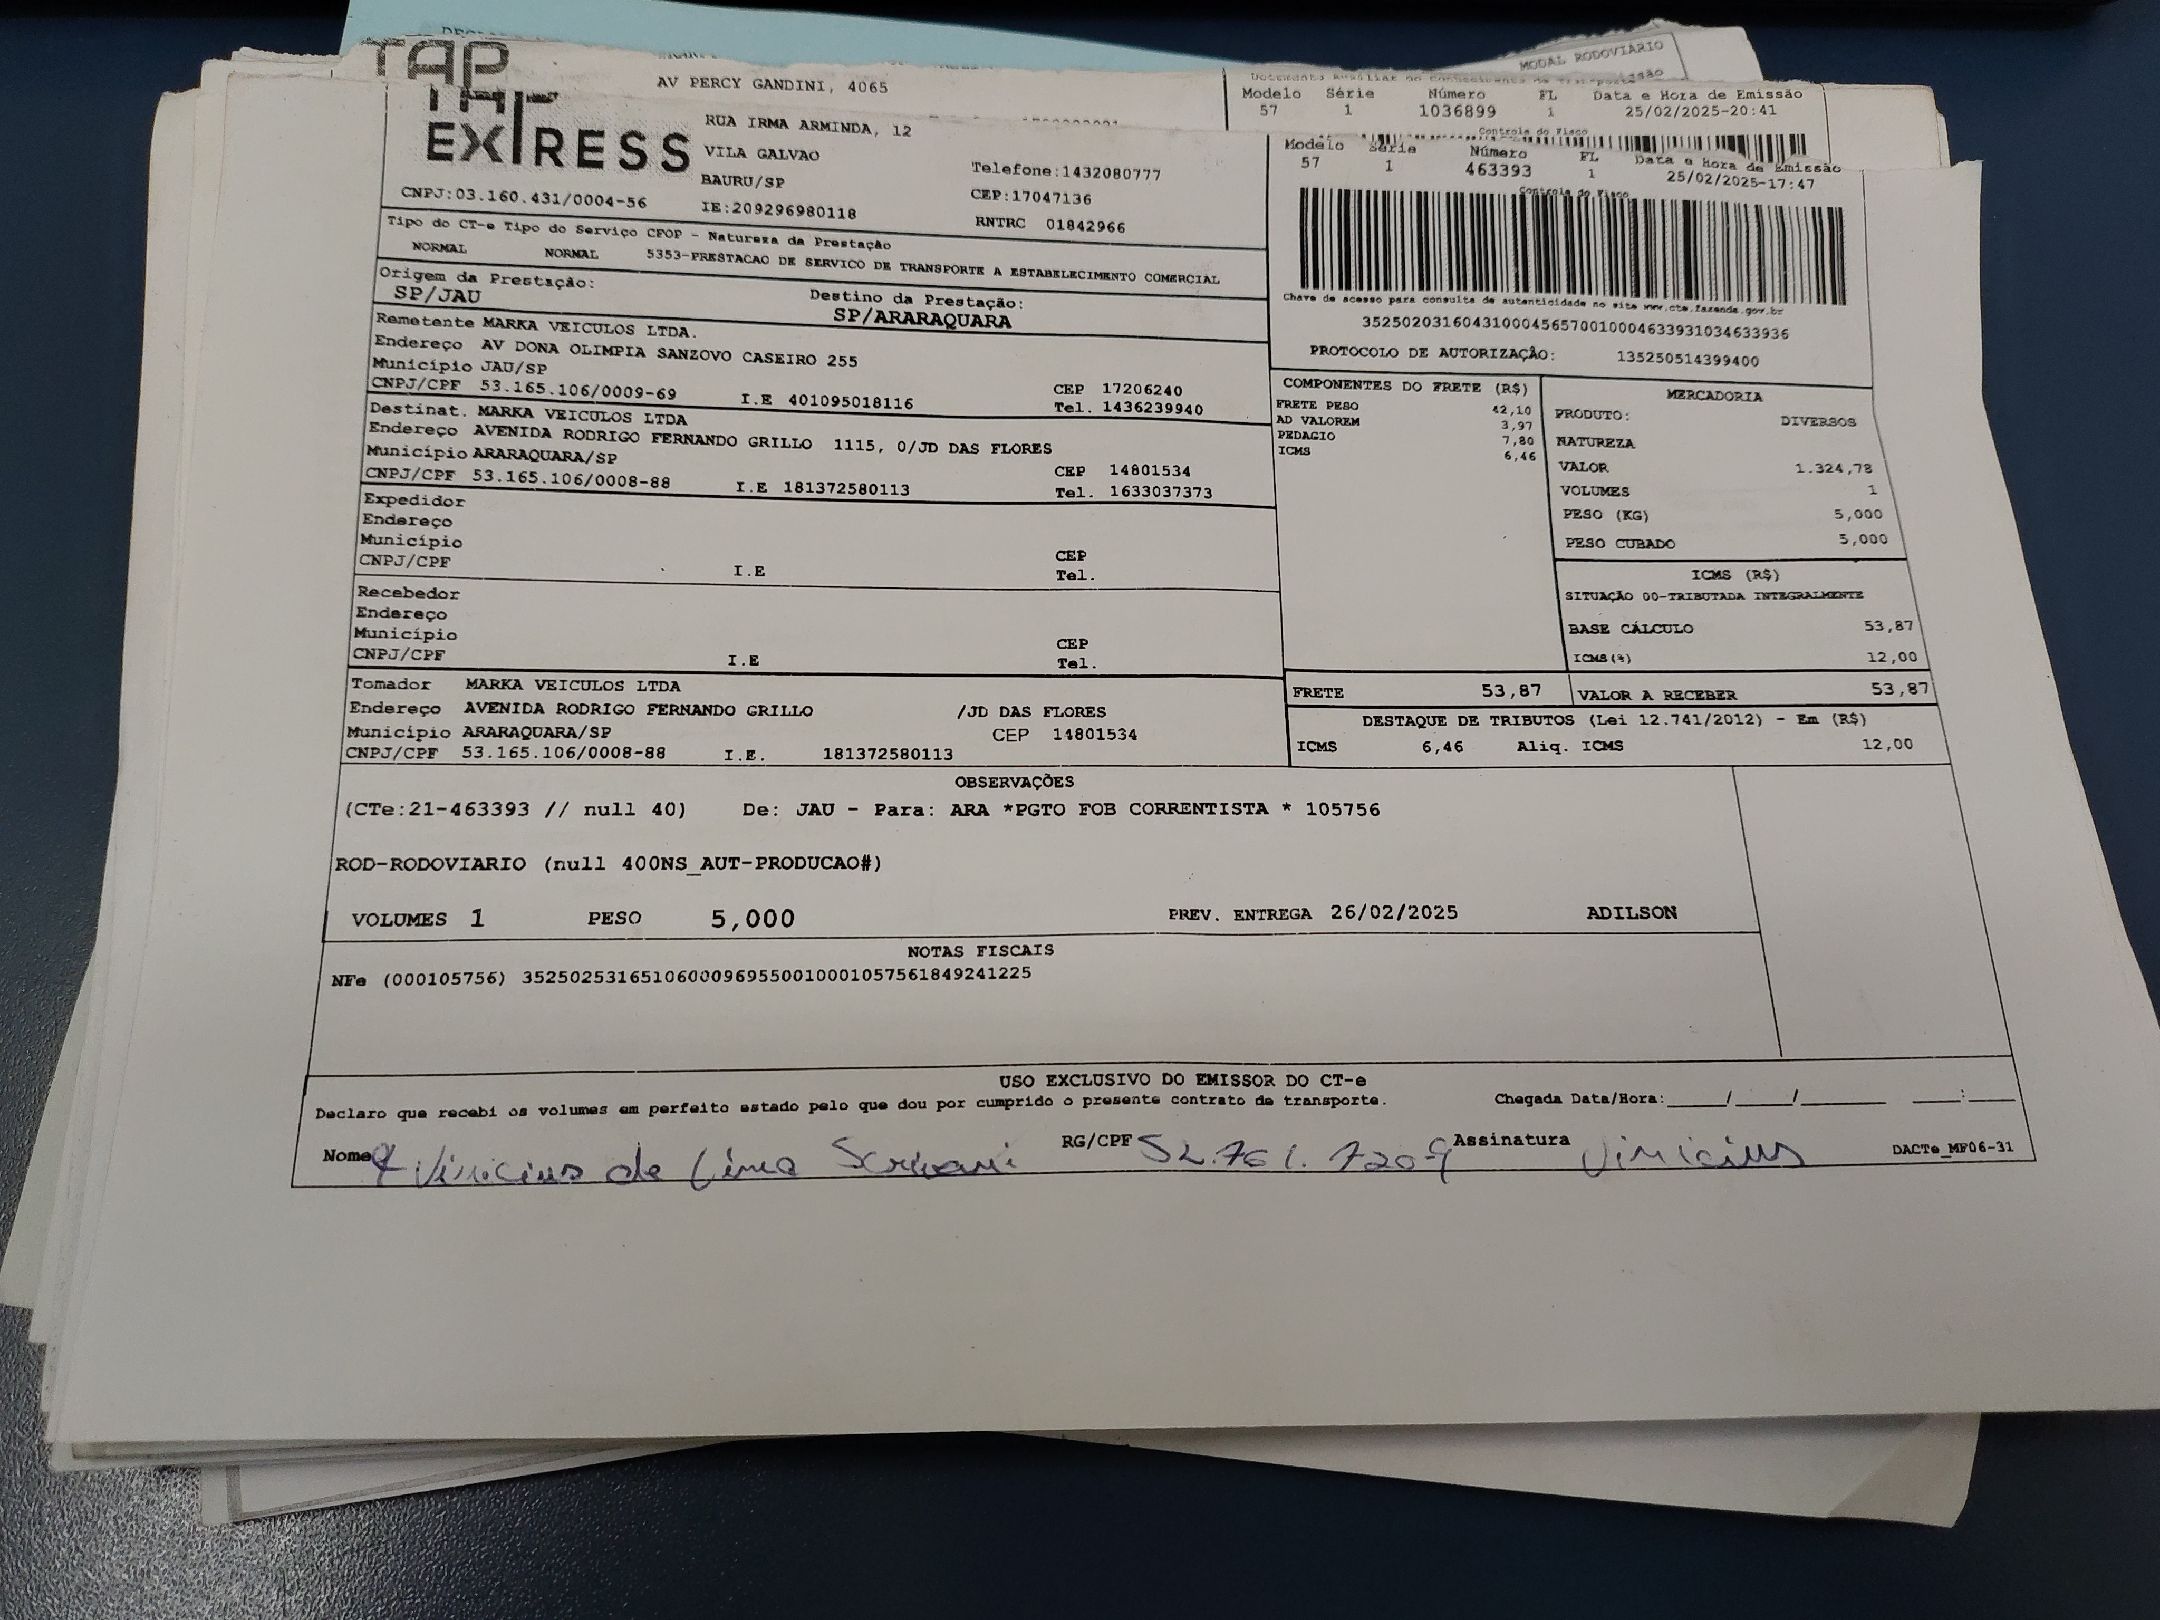 TAP
AV PERCY GANDINI, 4065
MODAL RODOVIÁRIO
Modelo Série Número FL Data e Hora de Emissão
57 1 1036899 1 25/02/2025-20:41
Controle do Fisco
EXPRESS
RUA IRMA ARMINDA, 12
VILA GALVAO
BAURU/SP
Telefone:1432080777
CNPJ:03.160.431/0004-56 IE:209296980118 CEP:17047136
RNTRC 01842966
Modelo Série Número FL Data e Hora de Emissão
57 1 463393 1 25/02/2025-17:47
Controle do Fisco
Tipo do CT-e Tipo do Serviço CFOP - Natureza da Prestação
NORMAL NORMAL 5353-PRESTACAO DE SERVICO DE TRANSPORTE A ESTABELECIMENTO COMERCIAL
Origem da Prestação: Destino da Prestação:
SP/JAU SP/ARARAQUARA
Chave de acesso para consulta de autenticidade no site www.cte.fazenda.gov.br
35250203160431000456570010004633931034633936
PROTOCOLO DE AUTORIZAÇÃO: 135250514399400
Remetente MARKA VEICULOS LTDA.
Endereço AV DONA OLIMPIA SANZOVO CASEIRO 255
Município JAU/SP
CNPJ/CPF 53.165.106/0009-69 I.E 401095018116 CEP 17206240
Tel. 1436239940
Destinat. MARKA VEICULOS LTDA
Endereço AVENIDA RODRIGO FERNANDO GRILLO 1115, 0/JD DAS FLORES
Município ARARAQUARA/SP CEP 14801534
CNPJ/CPF 53.165.106/0008-88 I.E 181372580113 Tel. 1633037373
Expedidor
Endereço
Município CEP
CNPJ/CPF I.E Tel.
Recebedor
Endereço
Município CEP
CNPJ/CPF I.E Tel.
Tomador MARKA VEICULOS LTDA
Endereço AVENIDA RODRIGO FERNANDO GRILLO /JD DAS FLORES
Município ARARAQUARA/SP CEP 14801534
CNPJ/CPF 53.165.106/0008-88 I.E. 181372580113
COMPONENTES DO FRETE (R$)
FRETE PESO 42,10
AD VALOREM 3,97
PEDAGIO 7,80
ICMS 6,46
MERCADORIA
PRODUTO: DIVERSOS
NATUREZA
VALOR 1.324,78
VOLUMES 1
PESO (KG) 5,000
PESO CUBADO 5,000
ICMS (R$)
SITUAÇÃO 00-TRIBUTADA INTEGRALMENTE
BASE CÁLCULO 53,87
ICMS(%) 12,00
FRETE 53,87 VALOR A RECEBER 53,87
DESTAQUE DE TRIBUTOS (Lei 12.741/2012) - Em (R$)
ICMS 6,46 Aliq. ICMS 12,00
OBSERVAÇÕES
(CTe:21-463393 // null 40) De: JAU - Para: ARA *PGTO FOB CORRENTISTA * 105756
ROD-RODOVIARIO (null 400NS_AUT-PRODUCAO#)
VOLUMES 1 PESO 5,000 PREV. ENTREGA 26/02/2025 ADILSON
NOTAS FISCAIS
NFe (000105756) 35250253165106000969550010001057561849241225
USO EXCLUSIVO DO EMISSOR DO CT-e
Declaro que recebi os volumes em perfeito estado pelo que dou por cumprido o presente contrato de transporte. Chegada Data/Hora:____/____/______ ___:___
Nome Vinicius de Lima Scrivani RG/CPF 52.761.720-9 Assinatura Vinicius DACTe_MF06-31